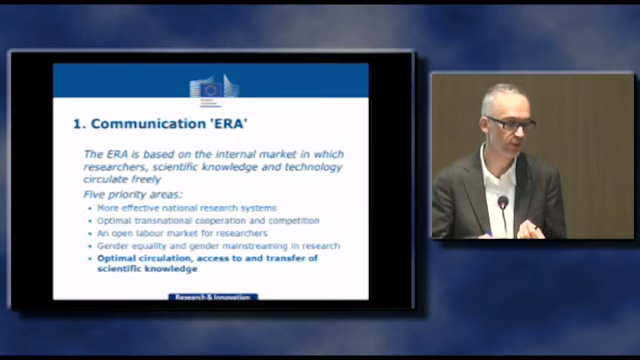 1. Communication 'ERA'
The ERA is based on the internal market in which
researchers, scientific knowledge and technology
circulate freely
Five priority areas:
• More effective national research systems
• Optimal transnational cooperation and competition
• An open labour market for researchers
• Gender equality and gender mainstreaming in research
• Optimal circulation, access to and transfer of
scientific knowledge
Research & Innovation